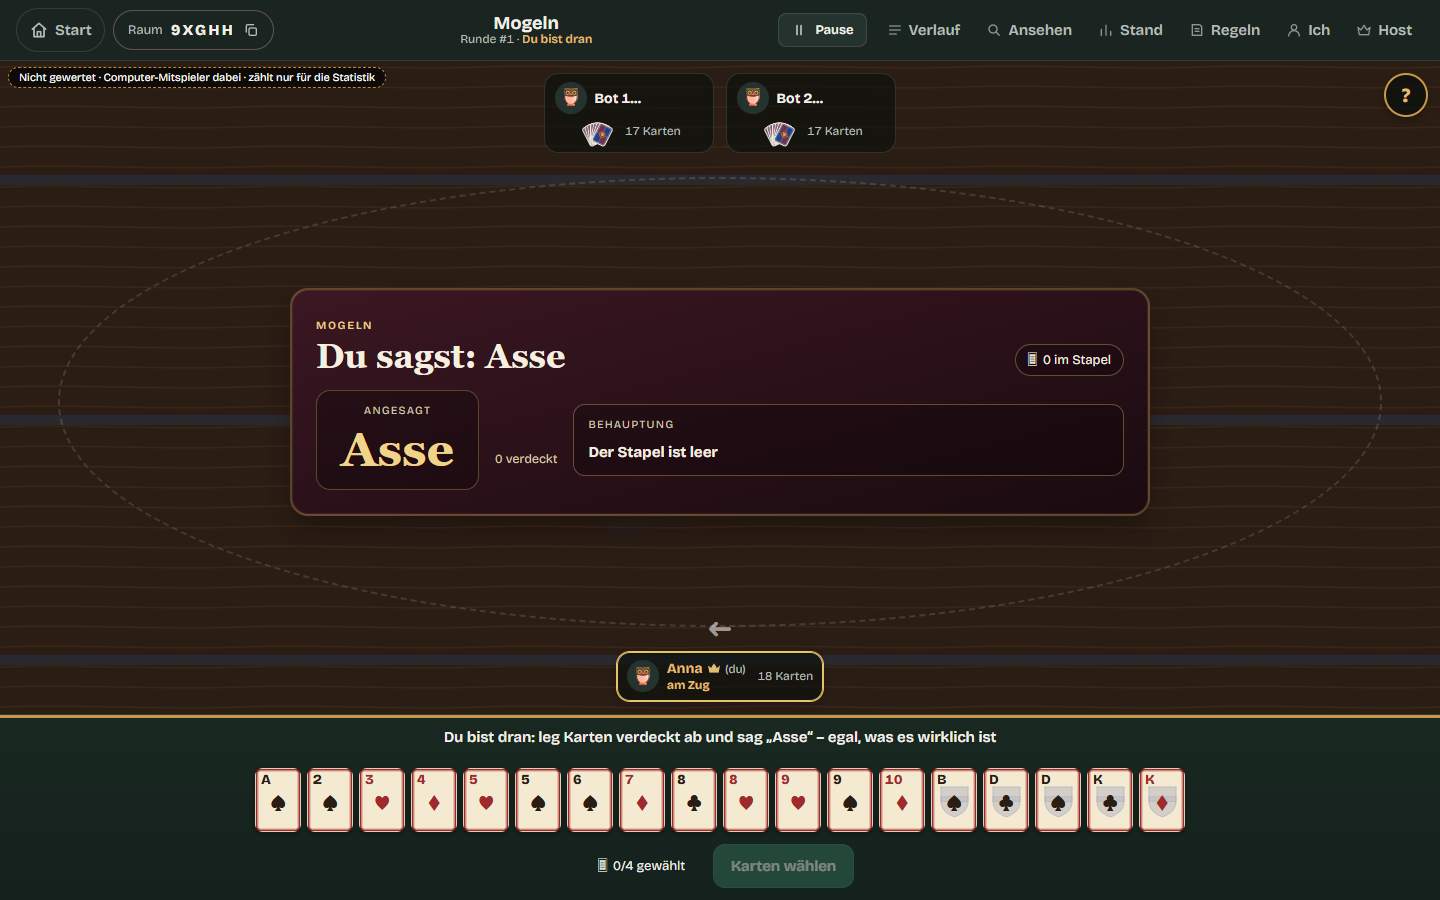 Start
Raum 9XGHH
Mogeln
Runde #1 · Du bist dran
Pause
Verlauf
Ansehen
Stand
Regeln
Ich
Host
Nicht gewertet · Computer-Mitspieler dabei · zählt nur für die Statistik
Bot 1...
17 Karten
Bot 2...
17 Karten
?
MOGELN
Du sagst: Asse
0 im Stapel
ANGESAGT
Asse
0 verdeckt
BEHAUPTUNG
Der Stapel ist leer
Anna (du)
am Zug
18 Karten
Du bist dran: leg Karten verdeckt ab und sag „Asse“ – egal, was es wirklich ist
A 2 3 4 5 5 6 7 8 8 9 9 10 B D D K K
0/4 gewählt
Karten wählen